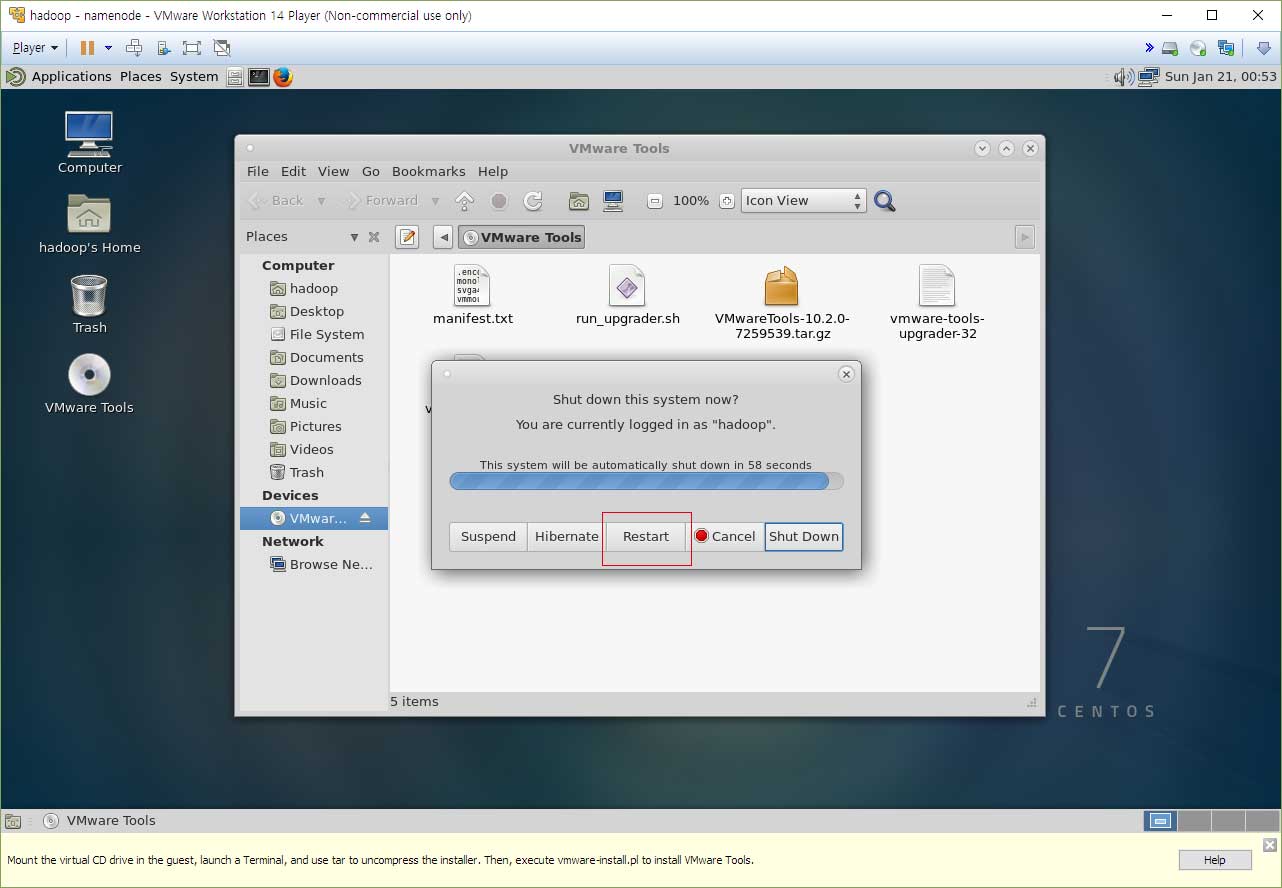 hadoop - namenode - VMware Workstation 14 Player (Non-commercial use only)
Player
Applications Places System
Sun Jan 21, 00:53
Computer
hadoop's Home
Trash
VMware Tools
VMware Tools
File Edit View Go Bookmarks Help
Back Forward 100% Icon View
Places
VMware Tools
Computer
hadoop
Desktop
File System
Documents
Downloads
Music
Pictures
Videos
Trash
Devices
VMwar...
Network
Browse Ne...
.enco
mono
svga
vmmo
manifest.txt
run_upgrader.sh
VMwareTools-10.2.0-
7259539.tar.gz
vmware-tools-
upgrader-32
v
Shut down this system now?
You are currently logged in as "hadoop".
This system will be automatically shut down in 58 seconds
Suspend Hibernate Restart Cancel Shut Down
5 items
7
CENTOS
VMware Tools
Mount the virtual CD drive in the guest, launch a Terminal, and use tar to uncompress the installer. Then, execute vmware-install.pl to install VMware Tools.
Help